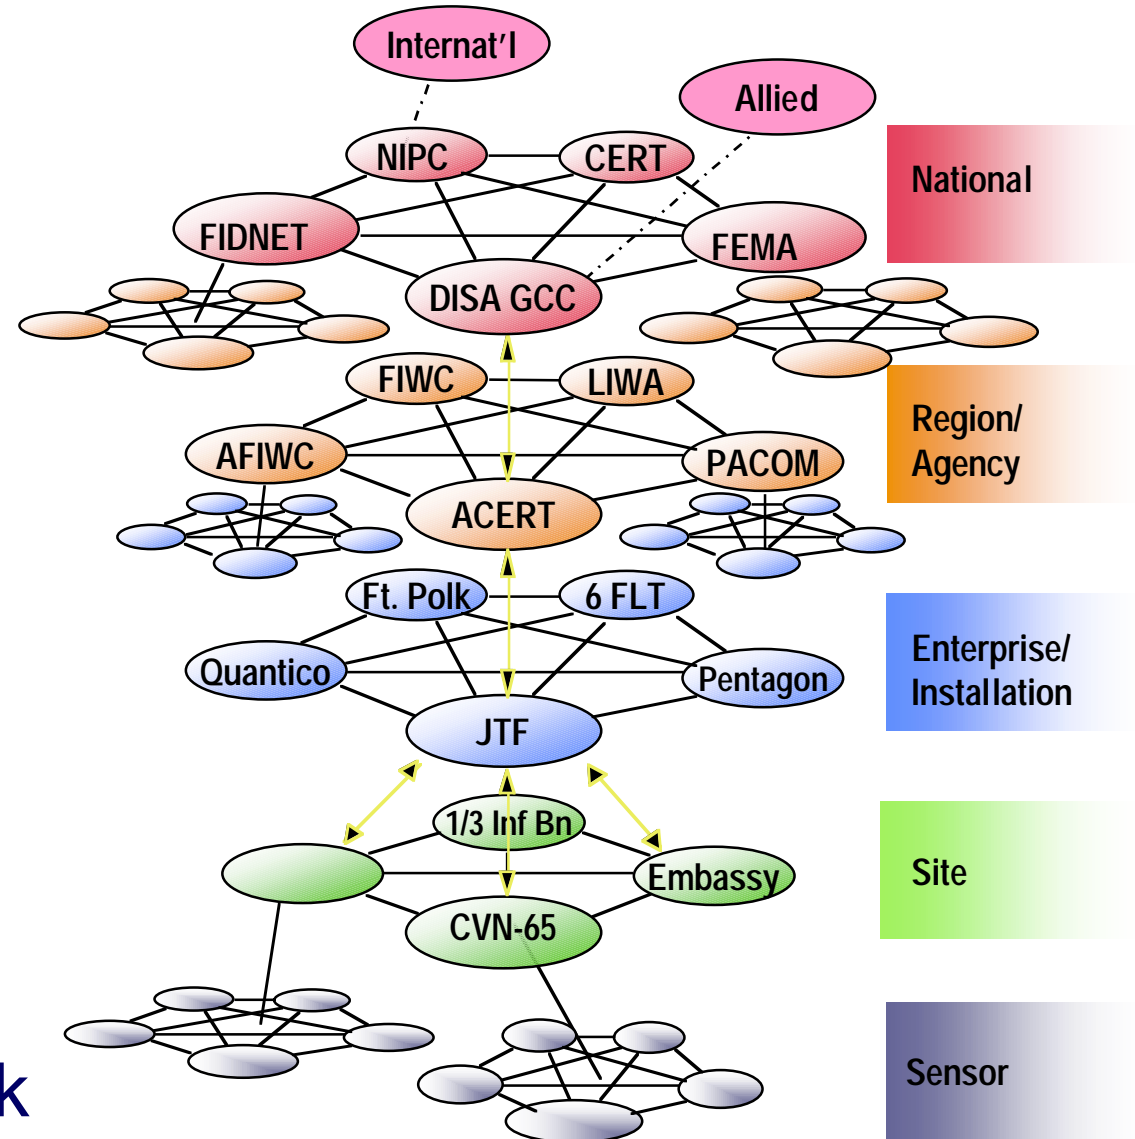 Internat'l
Allied
NIPC
CERT
National
FIDNET
FEMA
DISA GCC
FIWC
LIWA
Region/
Agency
AFIWC
PACOM
ACERT
Ft. Polk
6 FLT
Enterprise/
Installation
Quantico
Pentagon
JTF
1/3 Inf Bn
Site
Embassy
CVN-65
Sensor
k